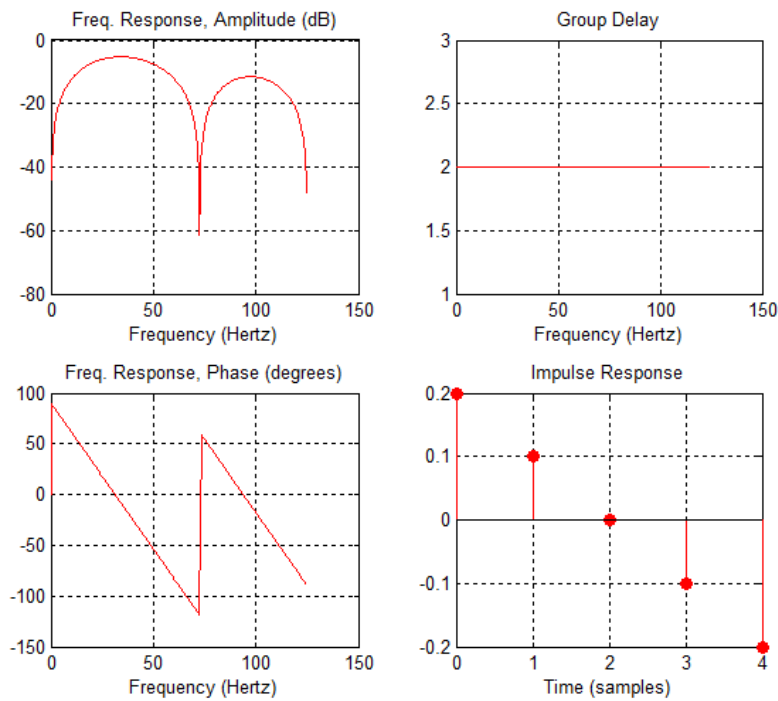 Freq. Response, Amplitude (dB)
0
-20
-40
-60
-80
0 50 100 150
Frequency (Hertz)
Group Delay
3
2.5
2
1.5
1
0 50 100 150
Frequency (Hertz)
Freq. Response, Phase (degrees)
100
50
0
-50
-100
-150
0 50 100 150
Frequency (Hertz)
Impulse Response
0.2
0.1
0
-0.1
-0.2
0 1 2 3 4
Time (samples)